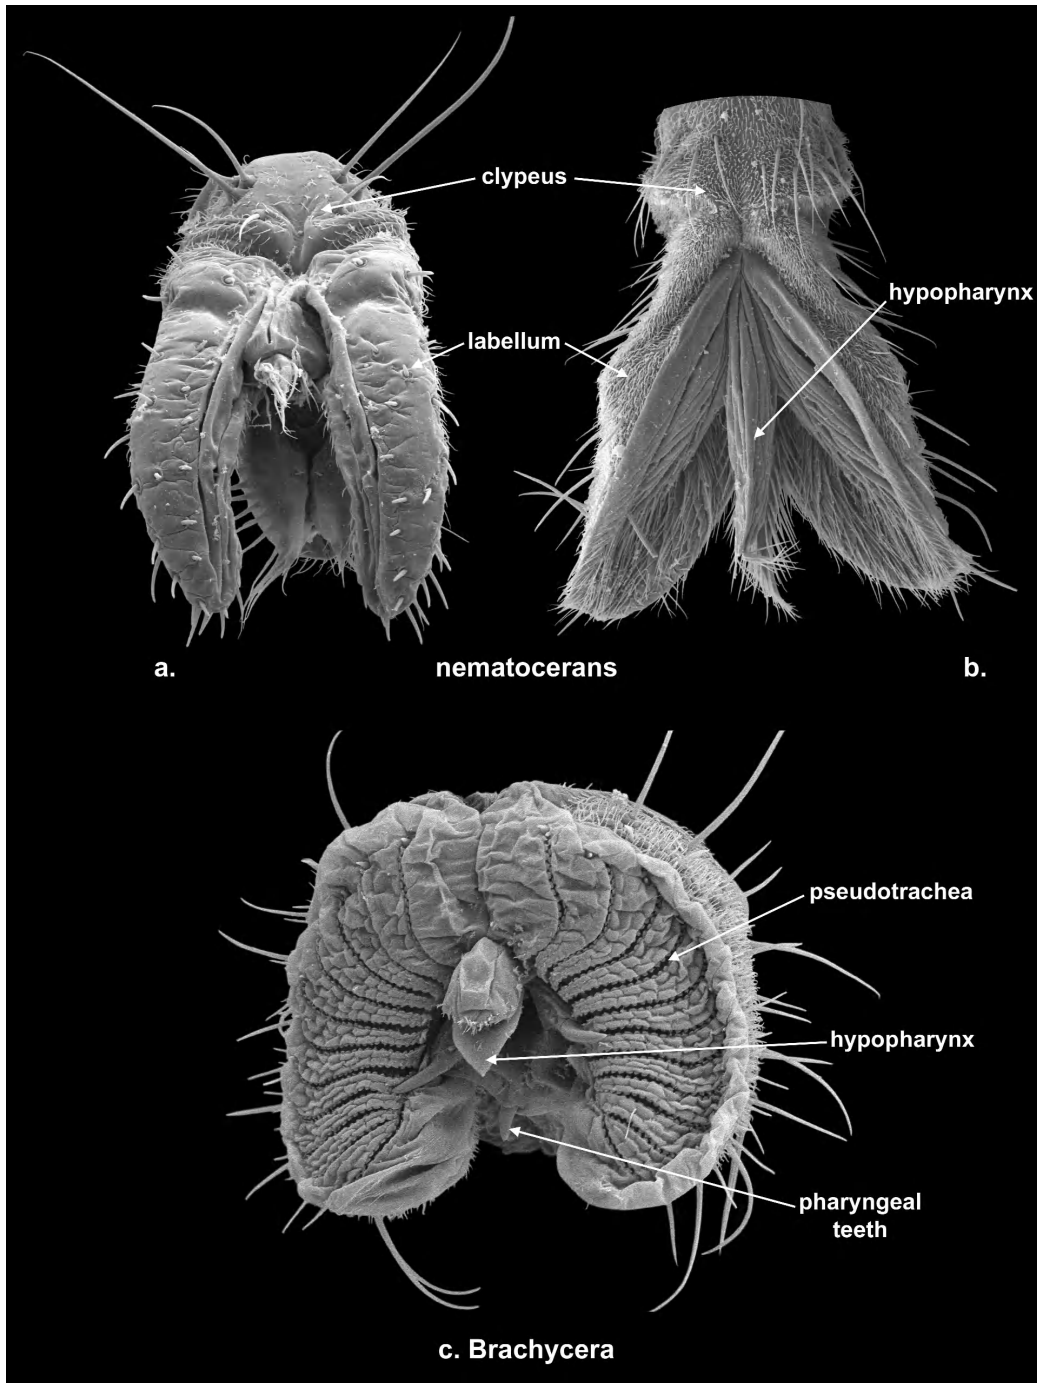 clypeus
hypopharynx
labellum
a.
nematocerans
b.
pseudotrachea
hypopharynx
pharyngeal
teeth
c. Brachycera